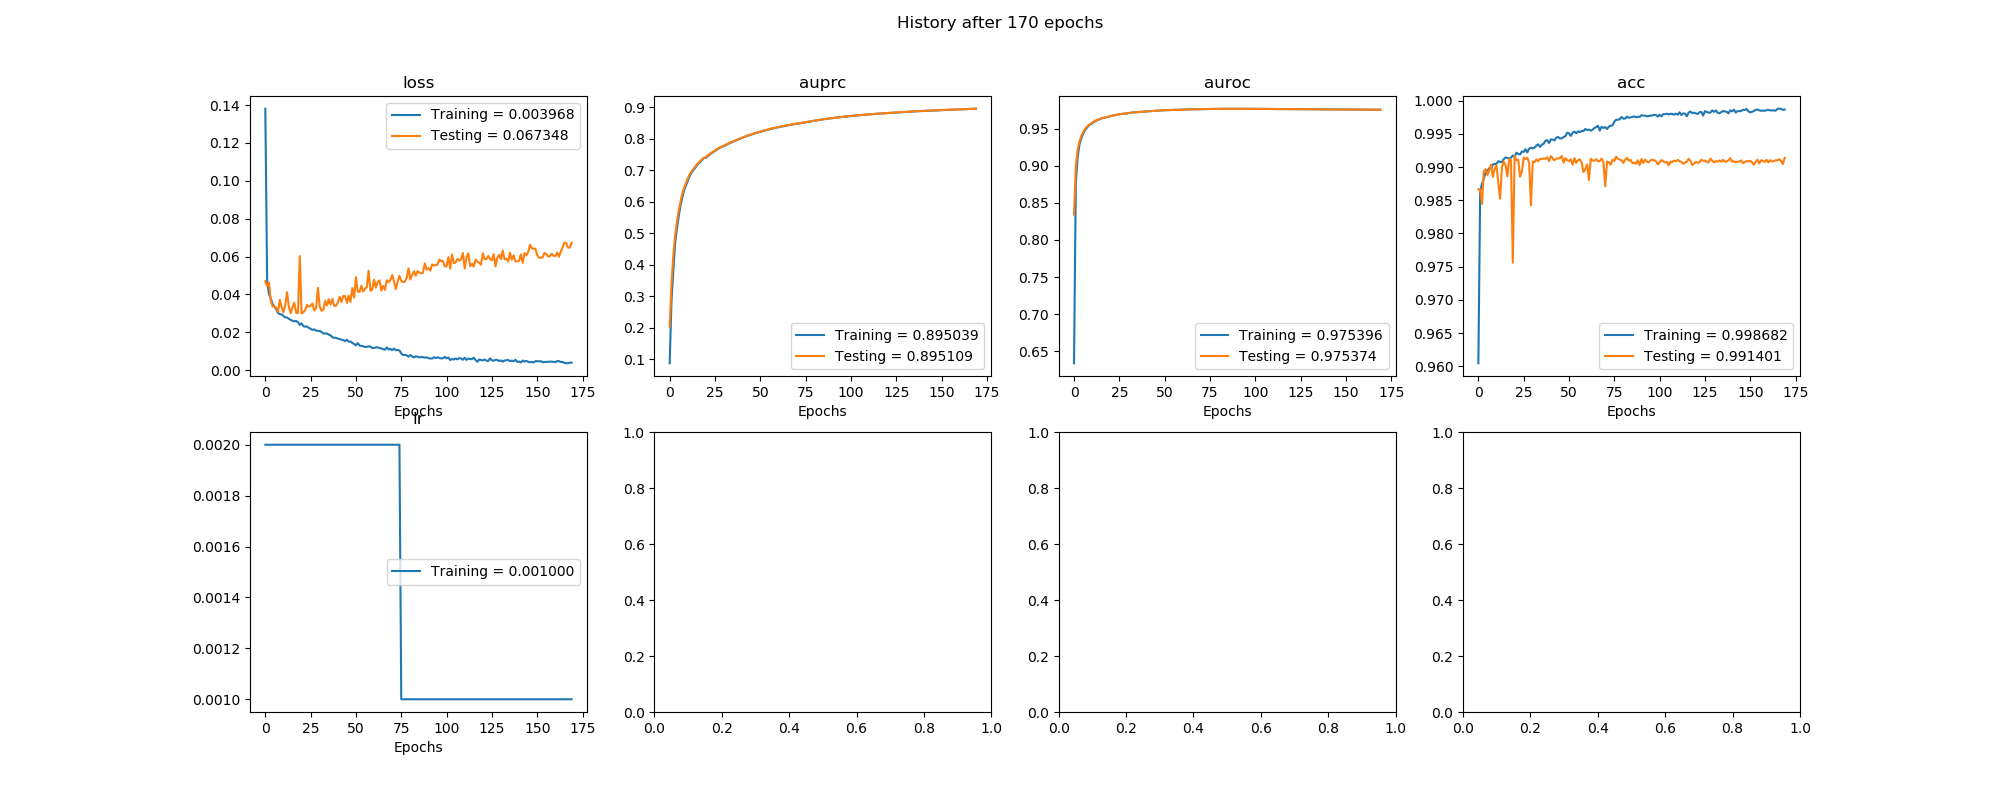 History after 170 epochs
loss
0.14
0.12
0.10
0.08
0.06
0.04
0.02
0.00
Training = 0.003968
Testing = 0.067348
0 25 50 75 100 125 150 175
Epochs
auprc
0.9
0.8
0.7
0.6
0.5
0.4
0.3
0.2
0.1
Training = 0.895039
Testing = 0.895109
0 25 50 75 100 125 150 175
Epochs
auroc
0.95
0.90
0.85
0.80
0.75
0.70
0.65
Training = 0.975396
Testing = 0.975374
0 25 50 75 100 125 150 175
Epochs
acc
1.000
0.995
0.990
0.985
0.980
0.975
0.970
0.965
0.960
Training = 0.998682
Testing = 0.991401
0 25 50 75 100 125 150 175
Epochs
lr
0.0020
0.0018
0.0016
0.0014
0.0012
0.0010
Training = 0.001000
0 25 50 75 100 125 150 175
Epochs
1.0
0.8
0.6
0.4
0.2
0.0
0.0 0.2 0.4 0.6 0.8 1.0
1.0
0.8
0.6
0.4
0.2
0.0
0.0 0.2 0.4 0.6 0.8 1.0
1.0
0.8
0.6
0.4
0.2
0.0
0.0 0.2 0.4 0.6 0.8 1.0